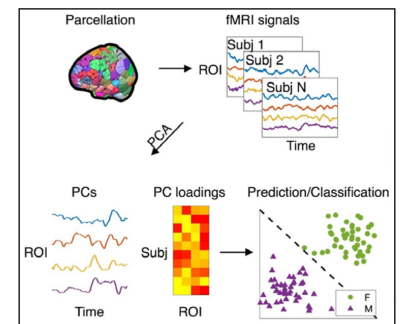 Parcellation
fMRI signals
Subj 1
Subj 2
Subj N
ROI
Time
PCA
PCs
PC loadings
Prediction/Classification
ROI
Subj
F
M
Time
ROI